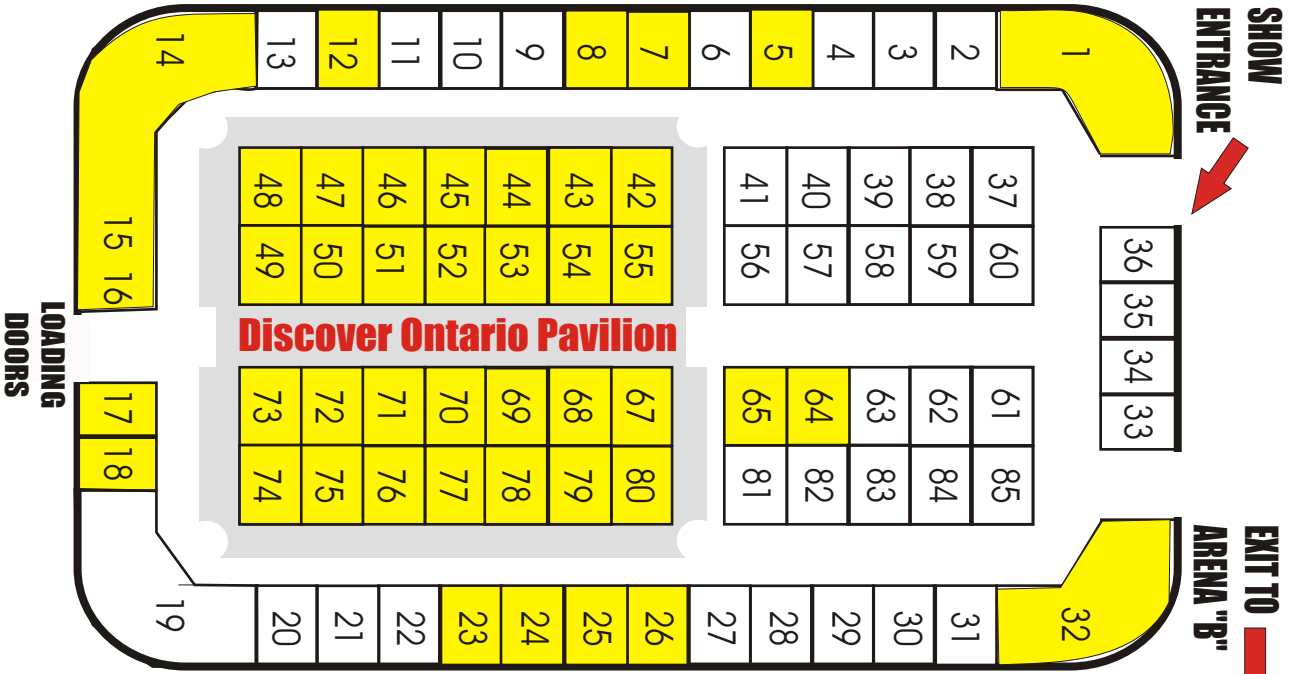 SHOW
ENTRANCE
14 13 12 11 10 9 8 7 6 5 4 3 2 1
48 47 46 45 44 43 42 41 40 39 38 37
49 50 51 52 53 54 55 56 57 58 59 60
15 16
36
35
34
33
LOADING
DOORS
Discover Ontario Pavilion
73 72 71 70 69 68 67 65 64 63 62 61
74 75 76 77 78 79 80 81 82 83 84 85
17
18
19 20 21 22 23 24 25 26 27 28 29 30 31 32
EXIT TO
ARENA "B"